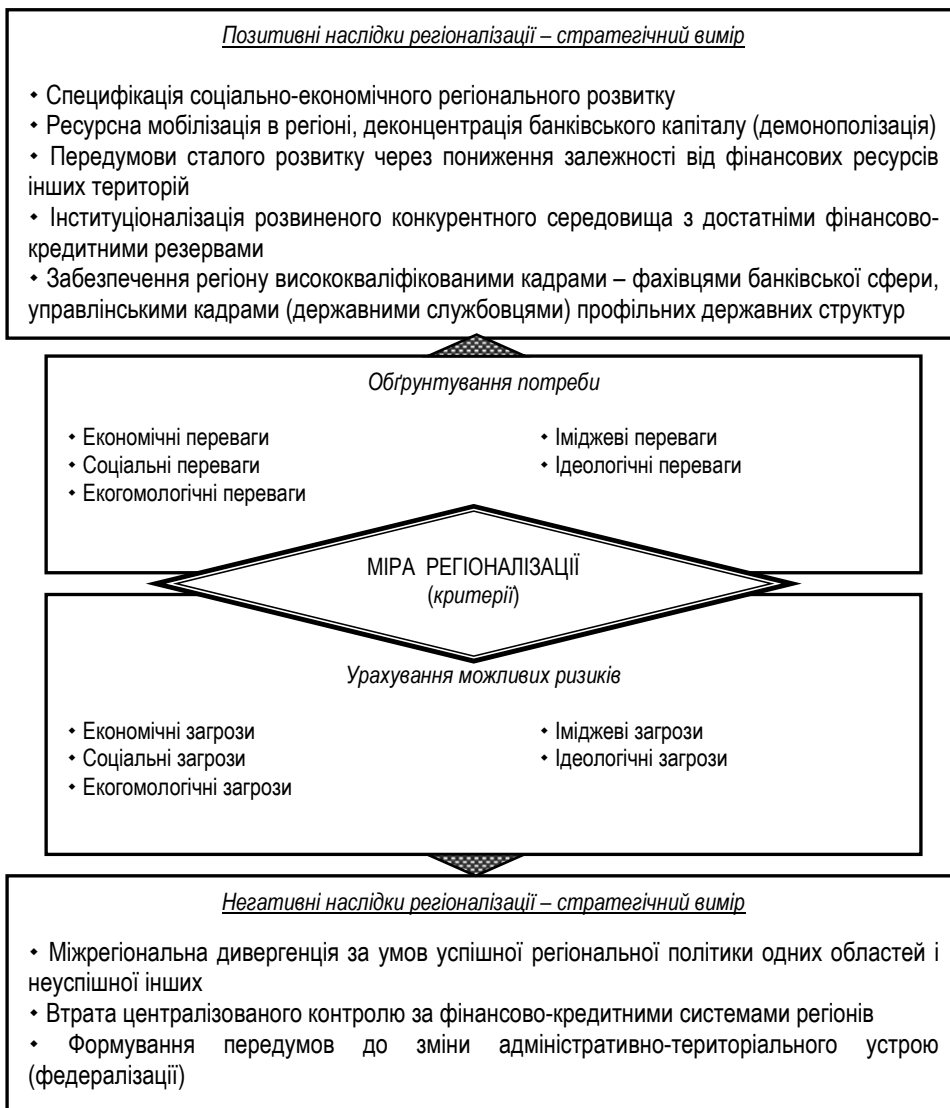 Позитивні наслідки регіоналізації – стратегічний вимір
• Специфікація соціально-економічного регіонального розвитку
• Ресурсна мобілізація в регіоні, деконцентрація банківського капіталу (демонополізація)
• Передумови сталого розвитку через пониження залежності від фінансових ресурсів
інших територій
• Інституціоналізація розвиненого конкурентного середовища з достатніми фінансово-
кредитними резервами
• Забезпечення регіону висококваліфікованими кадрами – фахівцями банківської сфери,
управлінськими кадрами (державними службовцями) профільних державних структур
Обґрунтування потреби
• Економічні переваги
• Соціальні переваги
• Екогомологічні переваги
• Іміджеві переваги
• Ідеологічні переваги
МІРА РЕГІОНАЛІЗАЦІЇ
(критерії)
Урахування можливих ризиків
• Економічні загрози
• Соціальні загрози
• Екогомологічні загрози
• Іміджеві загрози
• Ідеологічні загрози
Негативні наслідки регіоналізації – стратегічний вимір
• Міжрегіональна дивергенція за умов успішної регіональної політики одних областей і
неуспішної інших
• Втрата централізованого контролю за фінансово-кредитними системами регіонів
• Формування передумов до зміни адміністративно-територіального устрою
(федералізації)